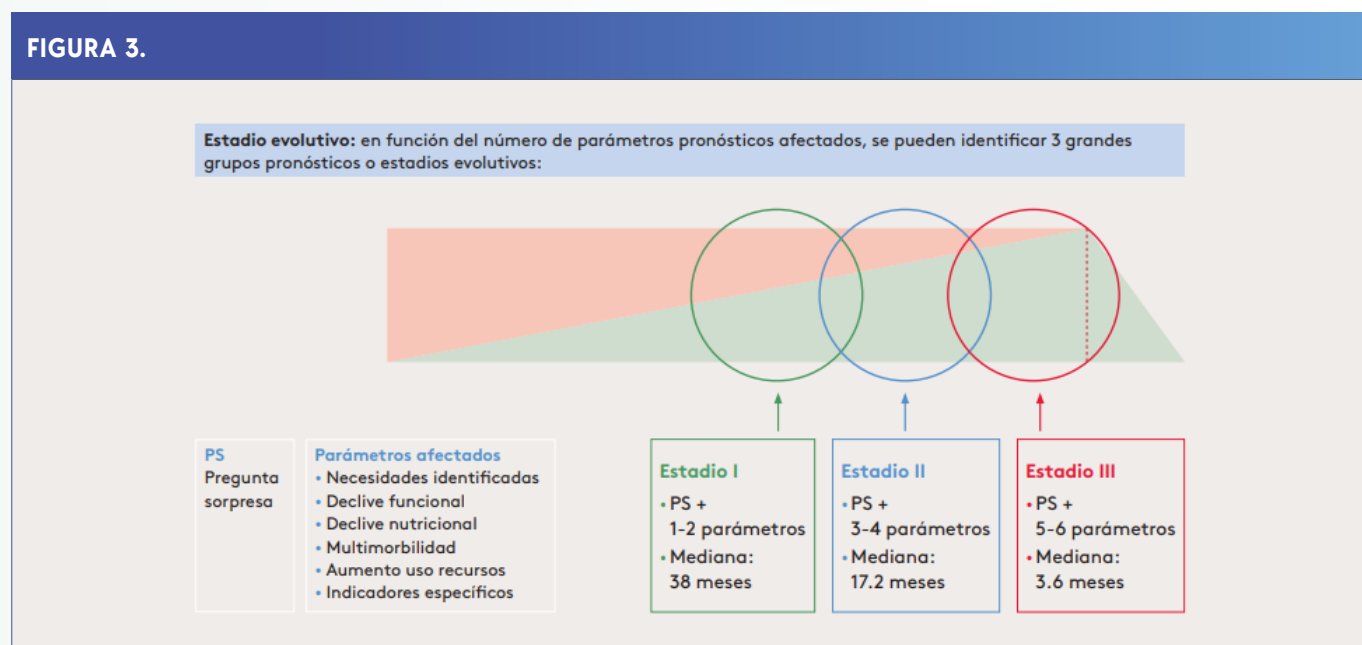 FIGURA 3.
Estadio evolutivo: en función del número de parámetros pronósticos afectados, se pueden identificar 3 grandes
grupos pronósticos o estadios evolutivos:
PS
Pregunta
sorpresa
Parámetros afectados
• Necesidades identificadas
• Declive funcional
• Declive nutricional
• Multimorbilidad
• Aumento uso recursos
• Indicadores específicos
Estadio I
• PS +
1-2 parámetros
• Mediana:
38 meses
Estadio II
• PS +
3-4 parámetros
• Mediana:
17.2 meses
Estadio III
• PS +
5-6 parámetros
• Mediana:
3.6 meses